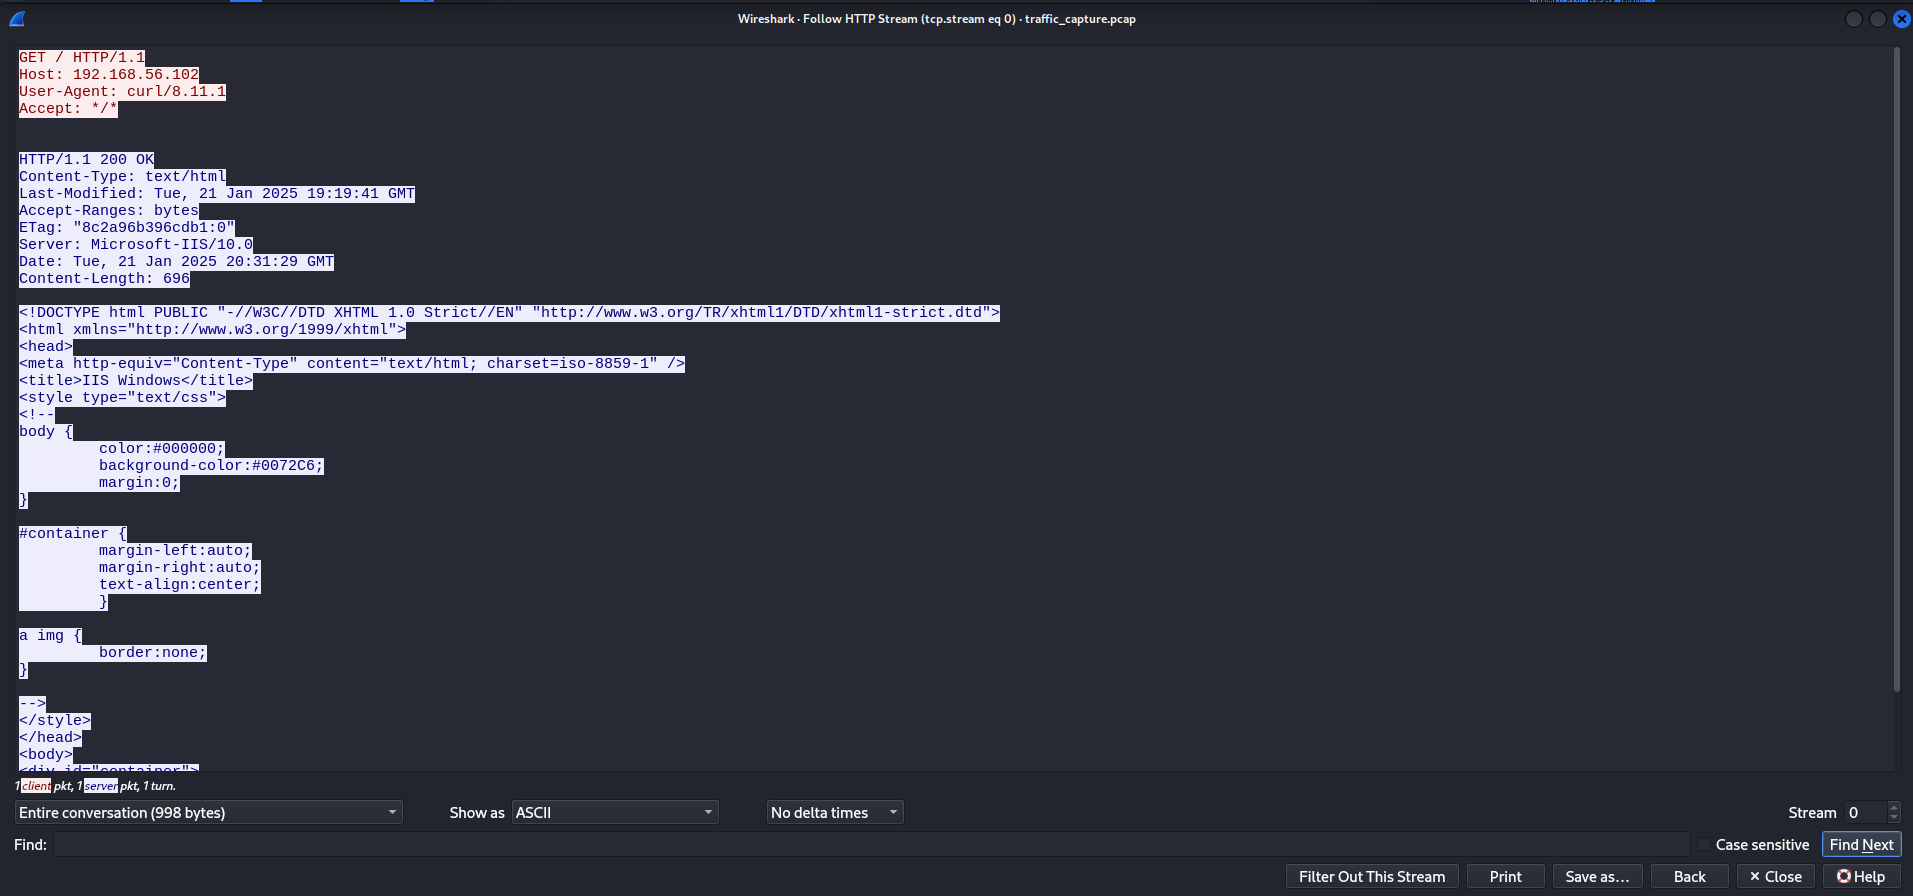 Wireshark · Follow HTTP Stream (tcp.stream eq 0) · traffic_capture.pcap
GET / HTTP/1.1
Host: 192.168.56.102
User-Agent: curl/8.11.1
Accept: */*
HTTP/1.1 200 OK
Content-Type: text/html
Last-Modified: Tue, 21 Jan 2025 19:19:41 GMT
Accept-Ranges: bytes
ETag: "8c2a96b396cdb1:0"
Server: Microsoft-IIS/10.0
Date: Tue, 21 Jan 2025 20:31:29 GMT
Content-Length: 696
<!DOCTYPE html PUBLIC "-//W3C//DTD XHTML 1.0 Strict//EN" "http://www.w3.org/TR/xhtml1/DTD/xhtml1-strict.dtd">
<html xmlns="http://www.w3.org/1999/xhtml">
<head>
<meta http-equiv="Content-Type" content="text/html; charset=iso-8859-1" />
<title>IIS Windows</title>
<style type="text/css">
<!--
body {
color:#000000;
background-color:#0072C6;
margin:0;
}
#container {
margin-left:auto;
margin-right:auto;
text-align:center;
}
a img {
border:none;
}
-->
</style>
</head>
<body>
<div id="container">
1 client pkt, 1 server pkt, 1 turn.
Entire conversation (998 bytes) Show as ASCII No delta times Stream 0
Find: Case sensitive Find Next
Filter Out This Stream Print Save as… Back Close Help